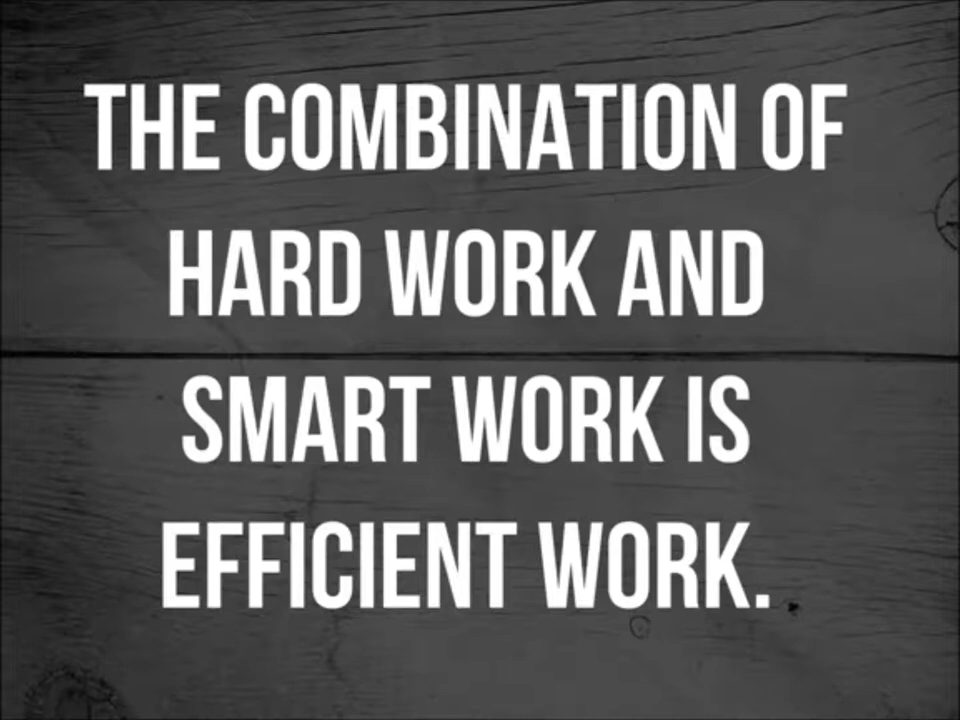 THE COMBINATION OF
HARD WORK AND
SMART WORK IS
EFFICIENT WORK.